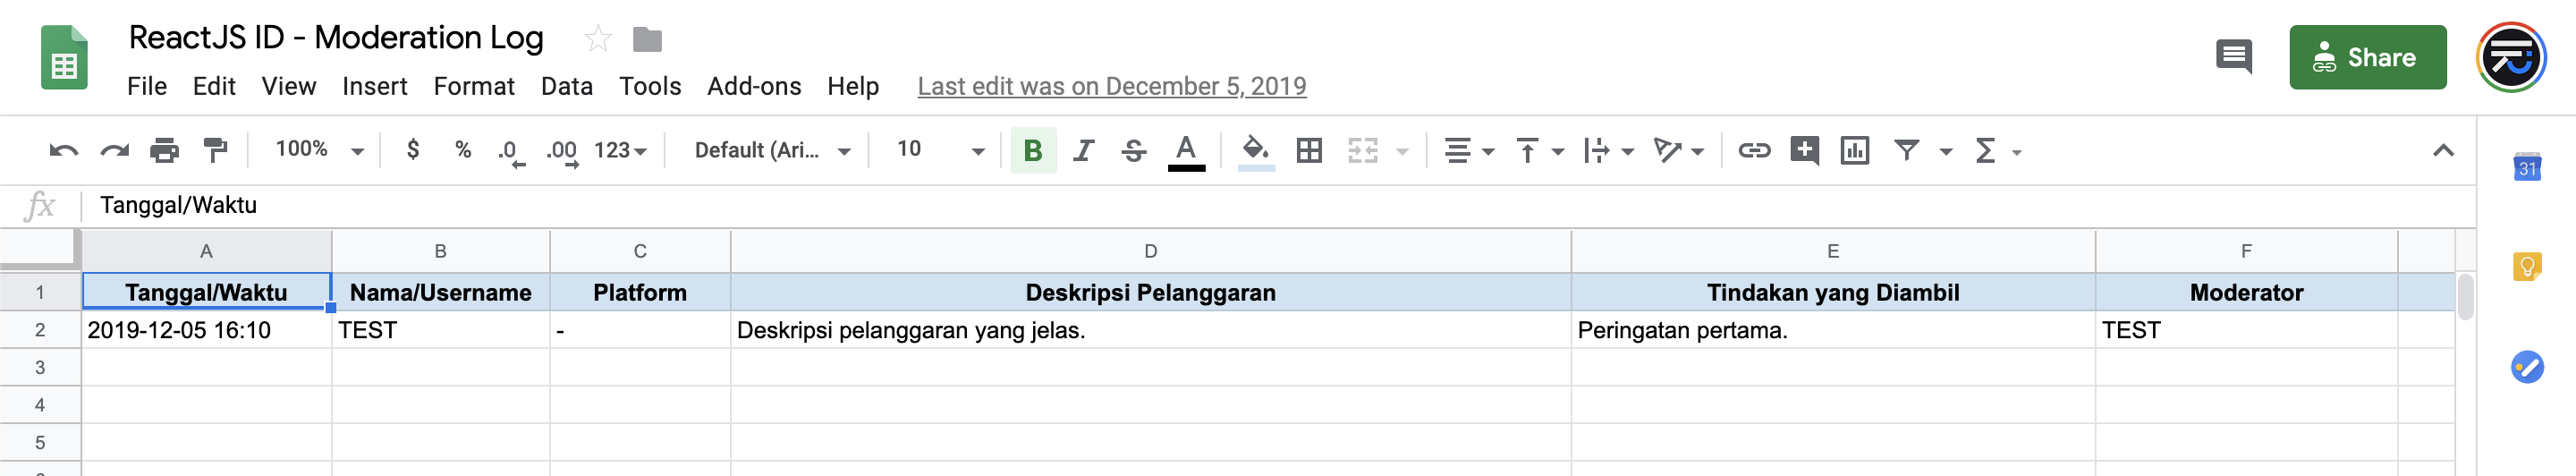 ReactJS ID - Moderation Log
File Edit View Insert Format Data Tools Add-ons Help Last edit was on December 5, 2019
Share
100% $ % .0 .00 123 Default (Ari... 10 B I S A
31
fx Tanggal/Waktu
A B C D E F
1 Tanggal/Waktu Nama/Username Platform Deskripsi Pelanggaran Tindakan yang Diambil Moderator
2 2019-12-05 16:10 TEST - Deskripsi pelanggaran yang jelas. Peringatan pertama. TEST
3
4
5